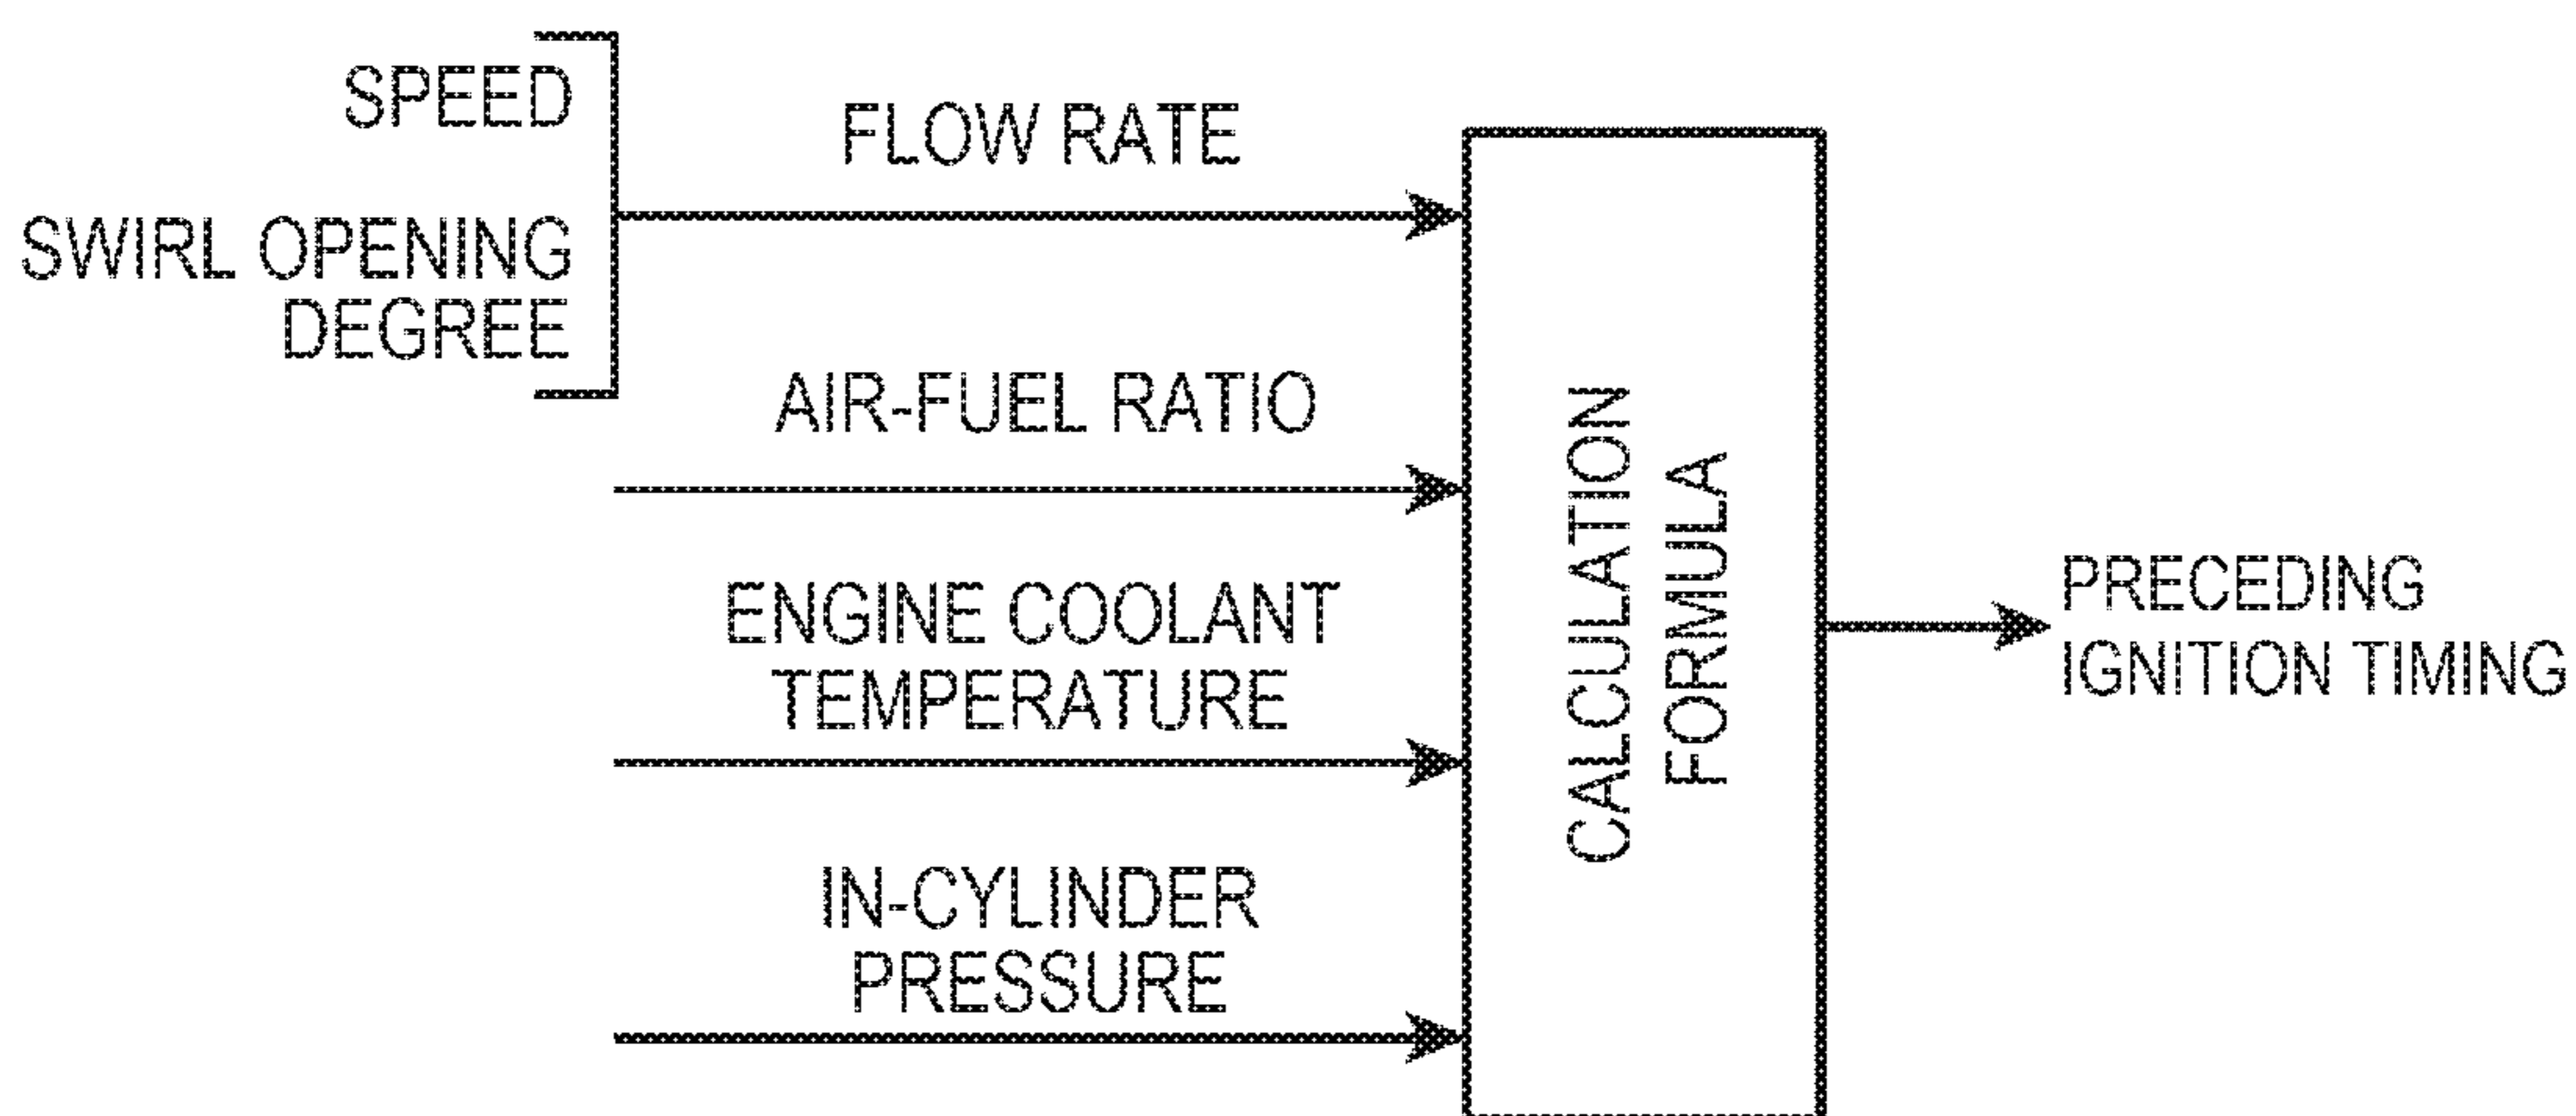 SPEED
SWIRL OPENING
DEGREE
FLOW RATE
AIR-FUEL RATIO
ENGINE COOLANT
TEMPERATURE
IN-CYLINDER
PRESSURE
CALCULATION
FORMULA
PRECEDING
IGNITION TIMING